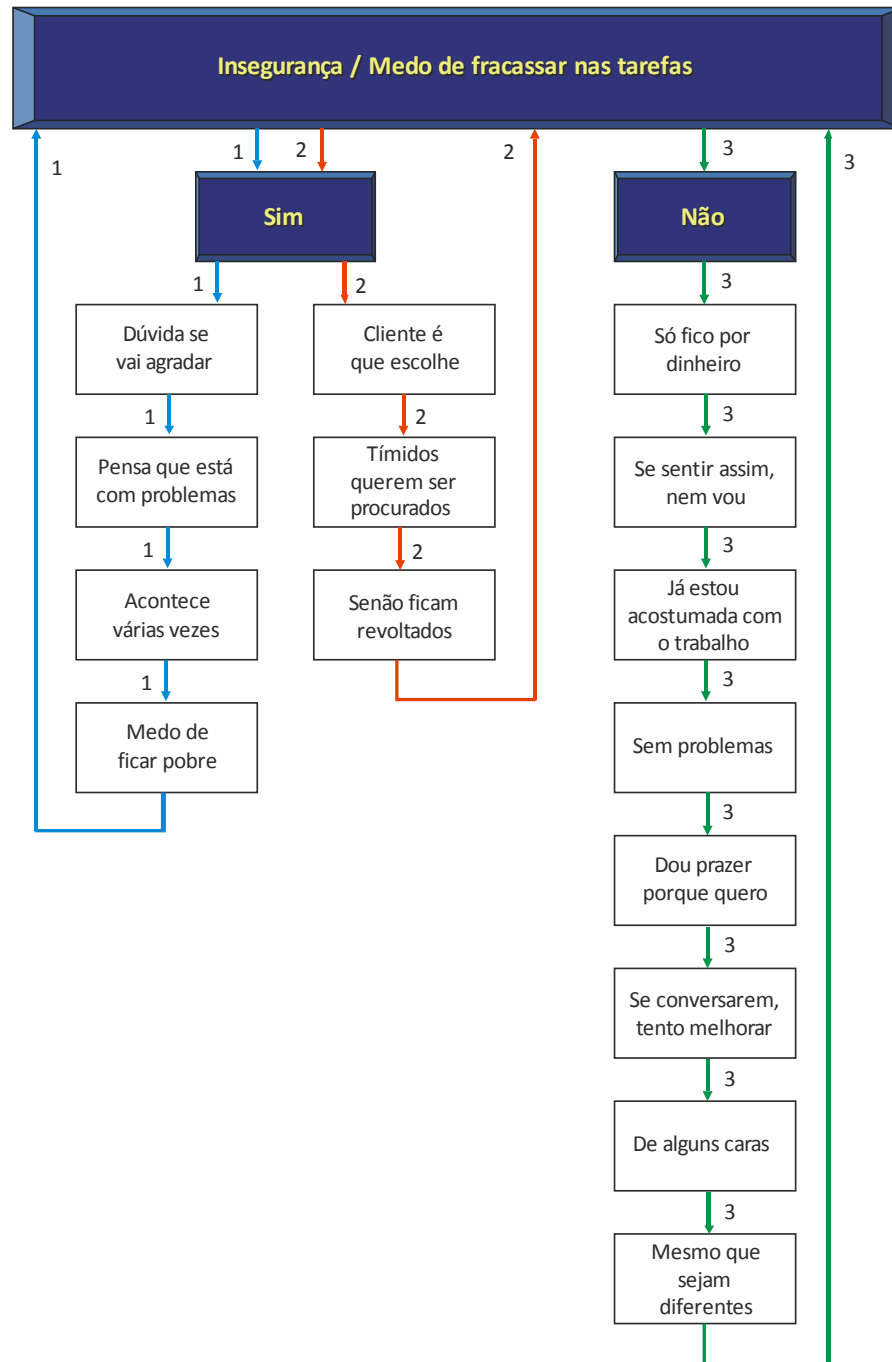 Insegurança / Medo de fracassar nas tarefas
1
1
2
2
3
3
Sim
Não
1
2
3
Dúvida se
vai agradar
Cliente é
que escolhe
Só fico por
dinheiro
1
2
3
Pensa que está
com problemas
Tímidos
querem ser
procurados
Se sentir assim,
nem vou
1
2
3
Acontece
várias vezes
Senão ficam
revoltados
Já estou
acostumada com
o trabalho
1
3
Medo de
ficar pobre
Sem problemas
3
Dou prazer
porque quero
3
Se conversarem,
tento melhorar
3
De alguns caras
3
Mesmo que
sejam
diferentes